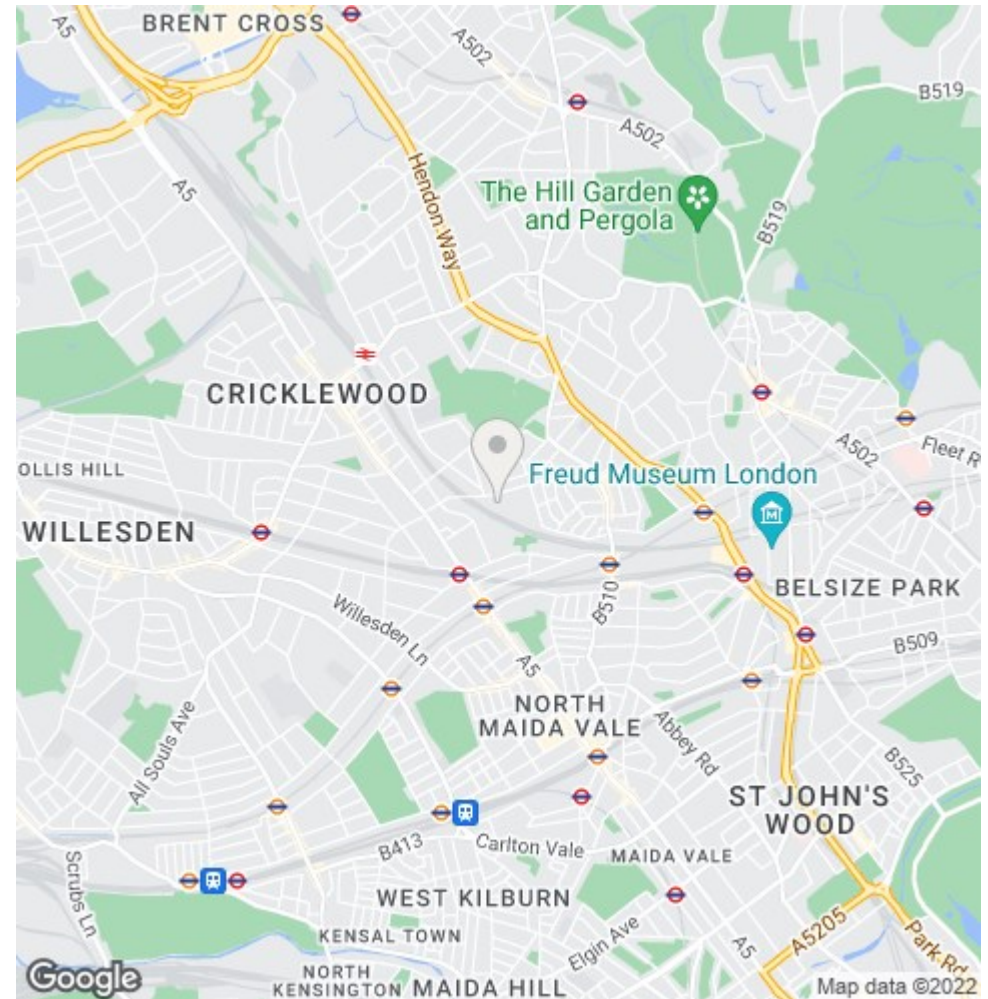 BRENT CROSS
A5
A502
B519
A502
Hendon Way
The Hill Garden
and Pergola
A5
B519
CRICKLEWOOD
OLLIS HILL
A502
Fleet R
Freud Museum London
M
WILLESDEN
BELSIZE PARK
B510
Willesden Ln
B509
A5
NORTH
MAIDA VALE
Abbey Rd
All Souls Ave
B525
ST JOHN'S
WOOD
B413
Carlton Vale
MAIDA VALE
Scrubs Ln
WEST KILBURN
KENSAL TOWN
Elgin Ave
A5
A5205
Park Rd
NORTH
KENSINGTON
MAIDA HILL
Google
Map data ©2022